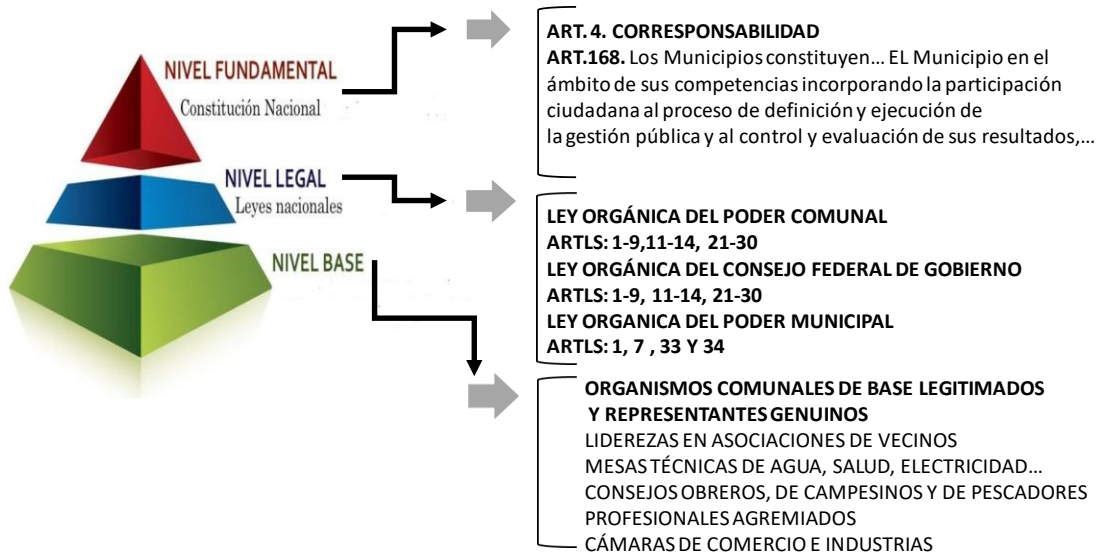 NIVEL FUNDAMENTAL
Constitución Nacional
NIVEL LEGAL
Leyes nacionales
NIVEL BASE
ART. 4. CORRESPONSABILIDAD
ART.168. Los Municipios constituyen... EL Municipio en el
ámbito de sus competencias incorporando la participación
ciudadana al proceso de definición y ejecución de
la gestión pública y al control y evaluación de sus resultados,...
LEY ORGÁNICA DEL PODER COMUNAL
ARTLS: 1-9,11-14, 21-30
LEY ORGÁNICA DEL CONSEJO FEDERAL DE GOBIERNO
ARTLS: 1-9, 11-14, 21-30
LEY ORGANICA DEL PODER MUNICIPAL
ARTLS: 1, 7 , 33 Y 34
ORGANISMOS COMUNALES DE BASE LEGITIMADOS
Y REPRESENTANTES GENUINOS
LIDEREZAS EN ASOCIACIONES DE VECINOS
MESAS TÉCNICAS DE AGUA, SALUD, ELECTRICIDAD...
CONSEJOS OBREROS, DE CAMPESINOS Y DE PESCADORES
PROFESIONALES AGREMIADOS
CÁMARAS DE COMERCIO E INDUSTRIAS